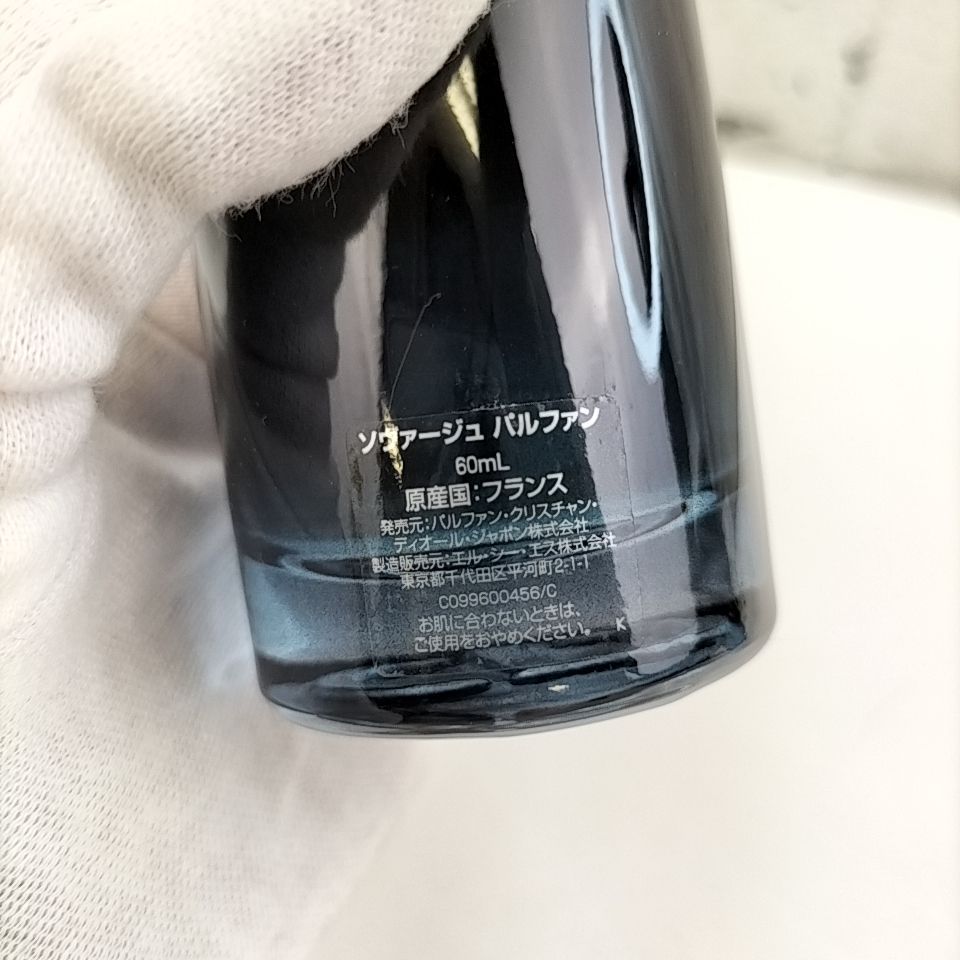 ソヴァージュ パルファン
60mL
原産国:フランス
発売元:パルファン・クリスチャン・
ディオール・ジャポン株式会社
製造販売元:エル・シー・エス株式会社
東京都千代田区平河町2-1-1
C099600456/C
お肌に合わないときは、
ご使用をおやめください。 K